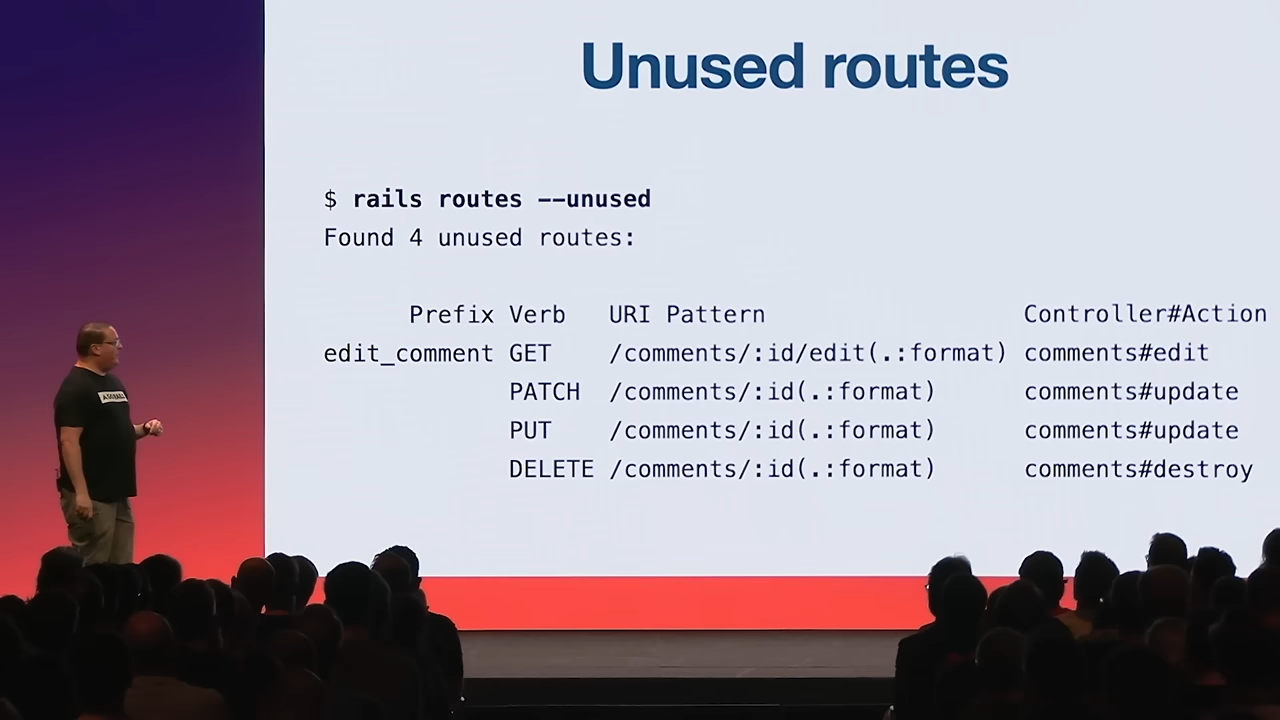 Unused routes
$ rails routes --unused
Found 4 unused routes:
Prefix Verb URI Pattern Controller#Action
edit_comment GET /comments/:id/edit(.:format) comments#edit
PATCH /comments/:id(.:format) comments#update
PUT /comments/:id(.:format) comments#update
DELETE /comments/:id(.:format) comments#destroy